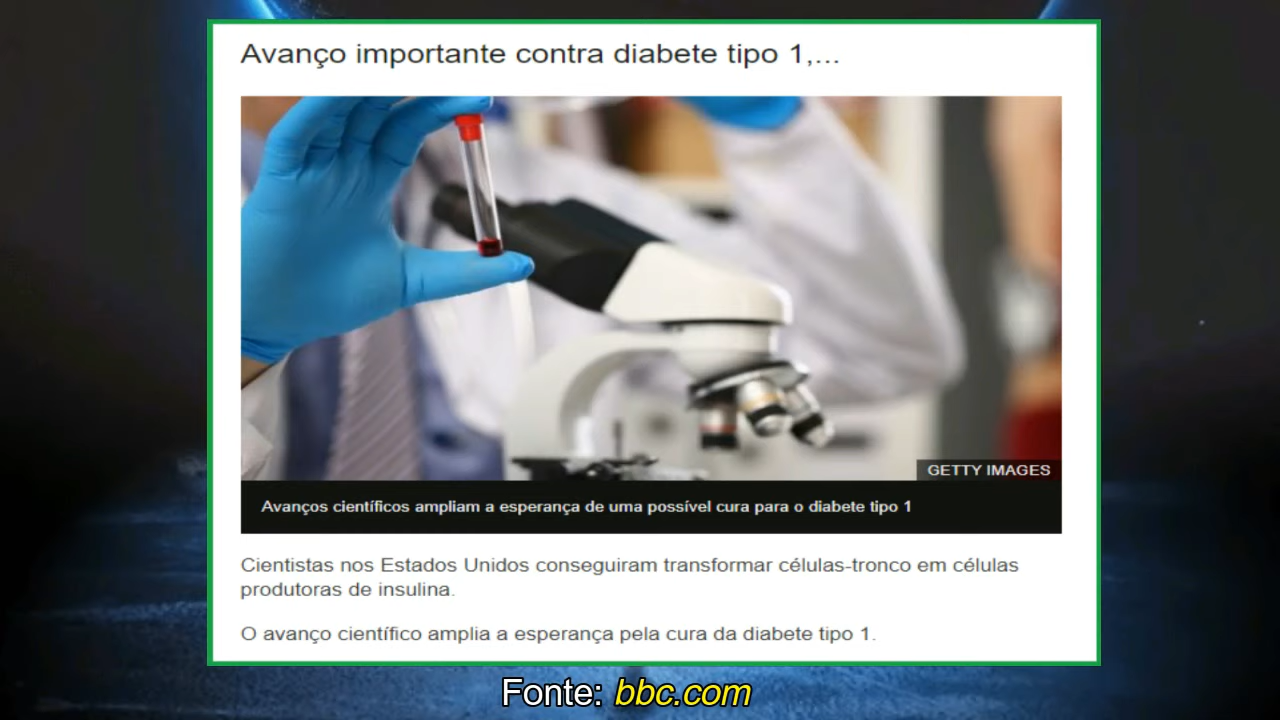 Avanço importante contra diabete tipo 1,...
GETTY IMAGES
Avanços científicos ampliam a esperança de uma possível cura para o diabete tipo 1
Cientistas nos Estados Unidos conseguiram transformar células-tronco em células
produtoras de insulina.
O avanço científico amplia a esperança pela cura da diabete tipo 1.
Fonte: bbc.com